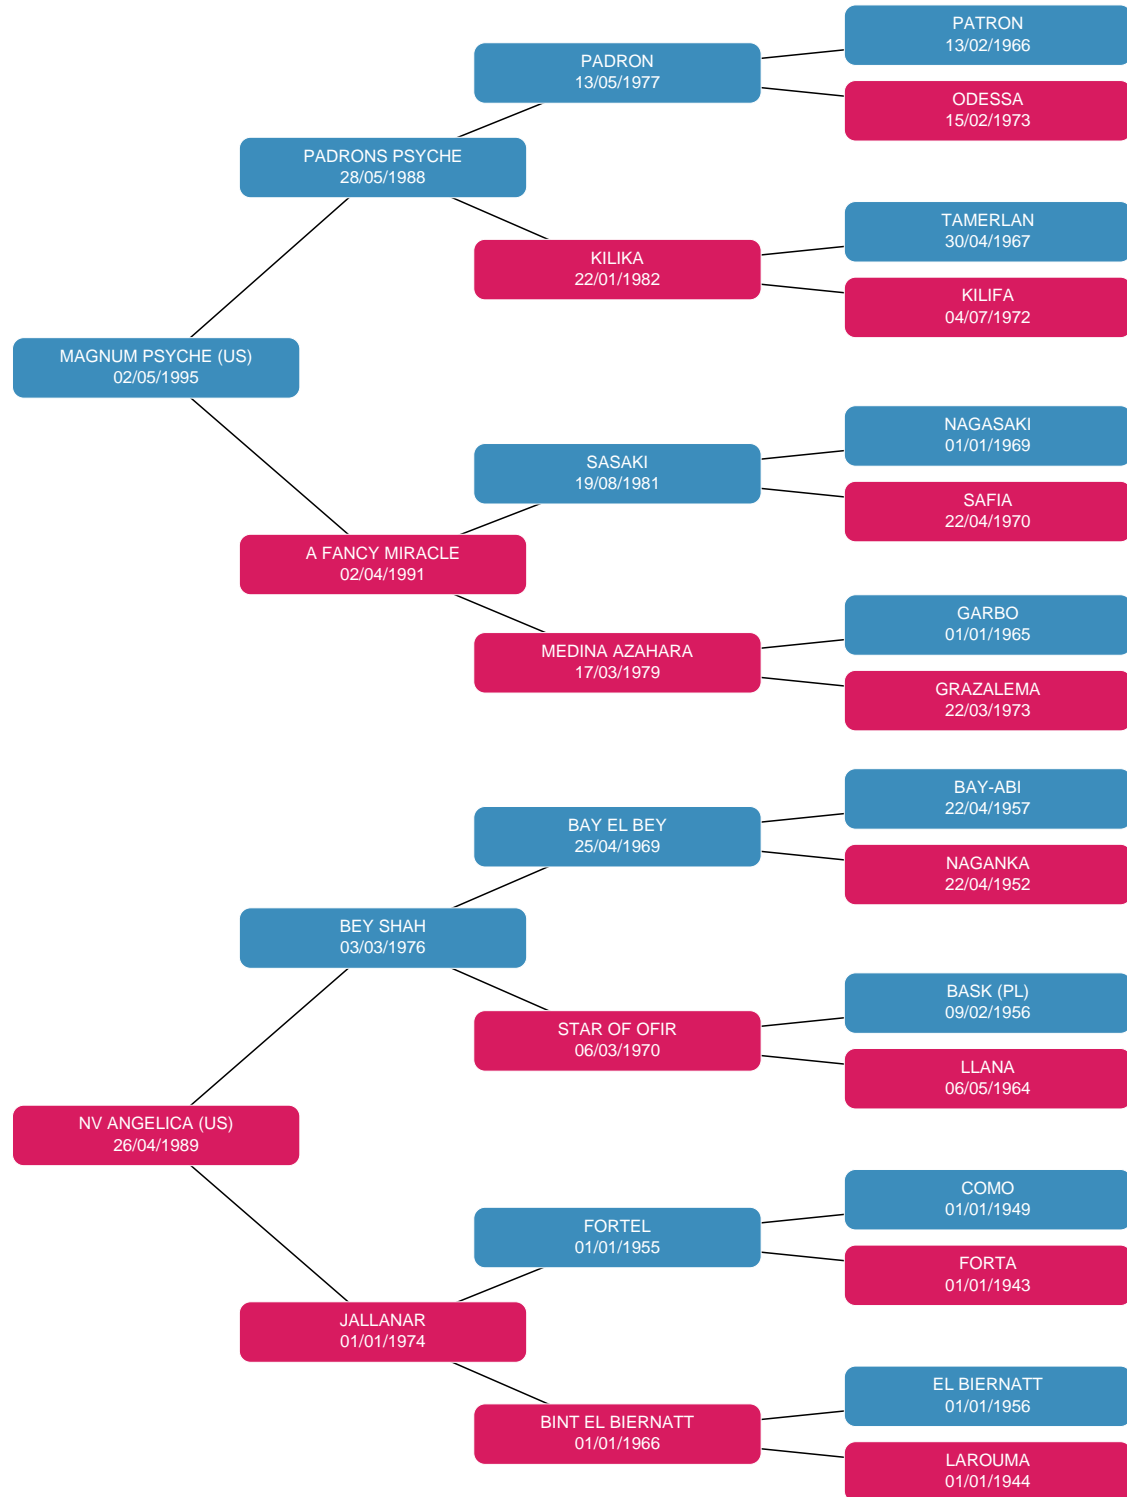 PATRON
13/02/1966
PADRON
13/05/1977
ODESSA
15/02/1973
PADRONS PSYCHE
28/05/1988
TAMERLAN
30/04/1967
KILIKA
22/01/1982
KILIFA
04/07/1972
MAGNUM PSYCHE (US)
02/05/1995
NAGASAKI
01/01/1969
SASAKI
19/08/1981
SAFIA
22/04/1970
A FANCY MIRACLE
02/04/1991
GARBO
01/01/1965
MEDINA AZAHARA
17/03/1979
GRAZALEMA
22/03/1973
BAY-ABI
22/04/1957
BAY EL BEY
25/04/1969
NAGANKA
22/04/1952
BEY SHAH
03/03/1976
BASK (PL)
09/02/1956
STAR OF OFIR
06/03/1970
LLANA
06/05/1964
NV ANGELICA (US)
26/04/1989
COMO
01/01/1949
FORTEL
01/01/1955
FORTA
01/01/1943
JALLANAR
01/01/1974
EL BIERNATT
01/01/1956
BINT EL BIERNATT
01/01/1966
LAROUMA
01/01/1944